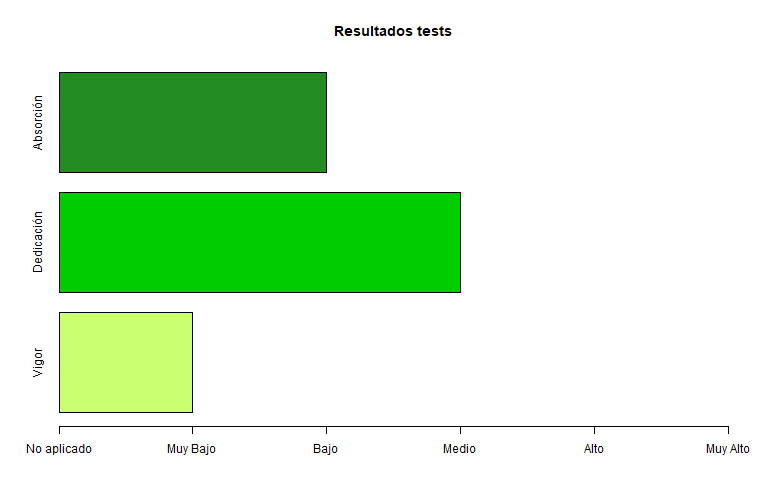 Resultados tests
Absorción
Dedicación
Vigor
No aplicado Muy Bajo Bajo Medio Alto Muy Alto